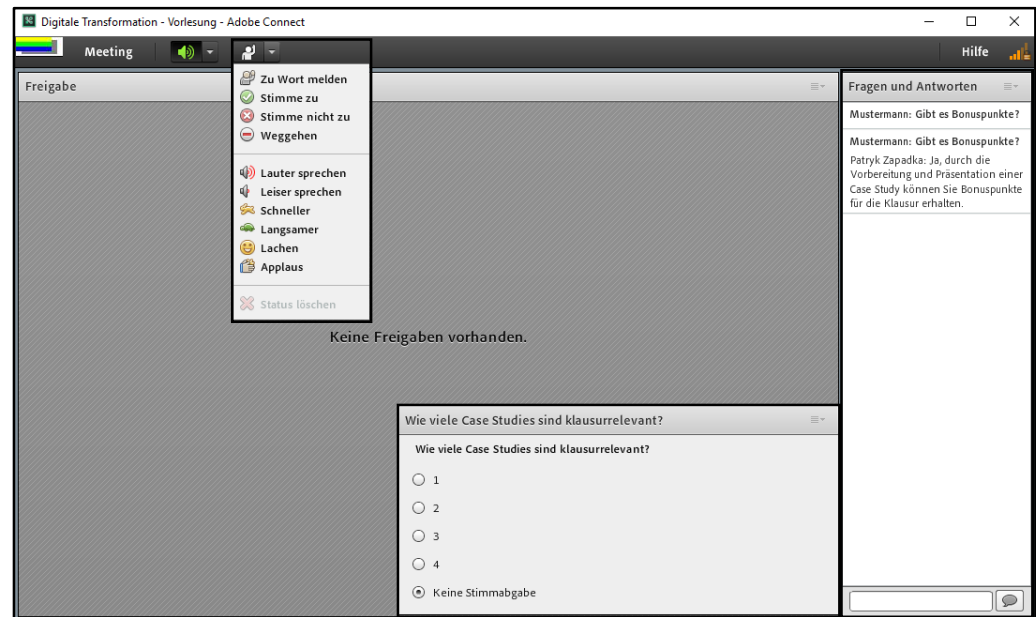 Digitale Transformation - Vorlesung - Adobe Connect
Meeting
Hilfe
Freigabe
Zu Wort melden
Stimme zu
Stimme nicht zu
Weggehen
Lauter sprechen
Leiser sprechen
Schneller
Langsamer
Lachen
Applaus
Status löschen
Keine Freigaben vorhanden.
Wie viele Case Studies sind klausurrelevant?
Wie viele Case Studies sind klausurrelevant?
1
2
3
4
Keine Stimmabgabe
Fragen und Antworten
Mustermann: Gibt es Bonuspunkte?
Mustermann: Gibt es Bonuspunkte?
Patryk Zapadka: Ja, durch die
Vorbereitung und Präsentation einer
Case Study können Sie Bonuspunkte
für die Klausur erhalten.